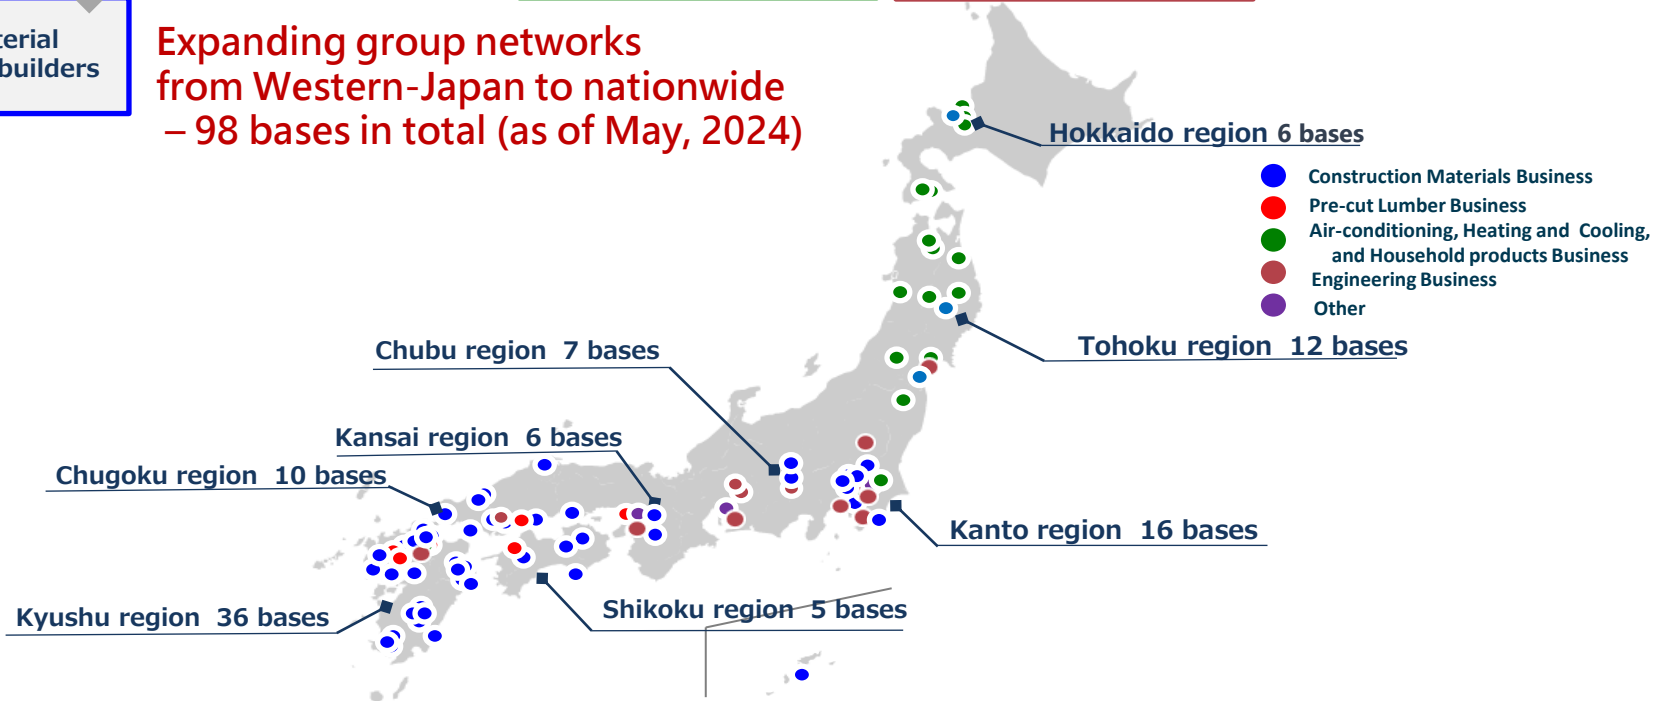 builders
Expanding group networks
from Western-Japan to nationwide
– 98 bases in total (as of May, 2024)
Hokkaido region 6 bases
Construction Materials Business
Pre-cut Lumber Business
Air-conditioning, Heating and Cooling,
and Household products Business
Engineering Business
Other
Tohoku region 12 bases
Chubu region 7 bases
Kansai region 6 bases
Chugoku region 10 bases
Kanto region 16 bases
Shikoku region 5 bases
Kyushu region 36 bases